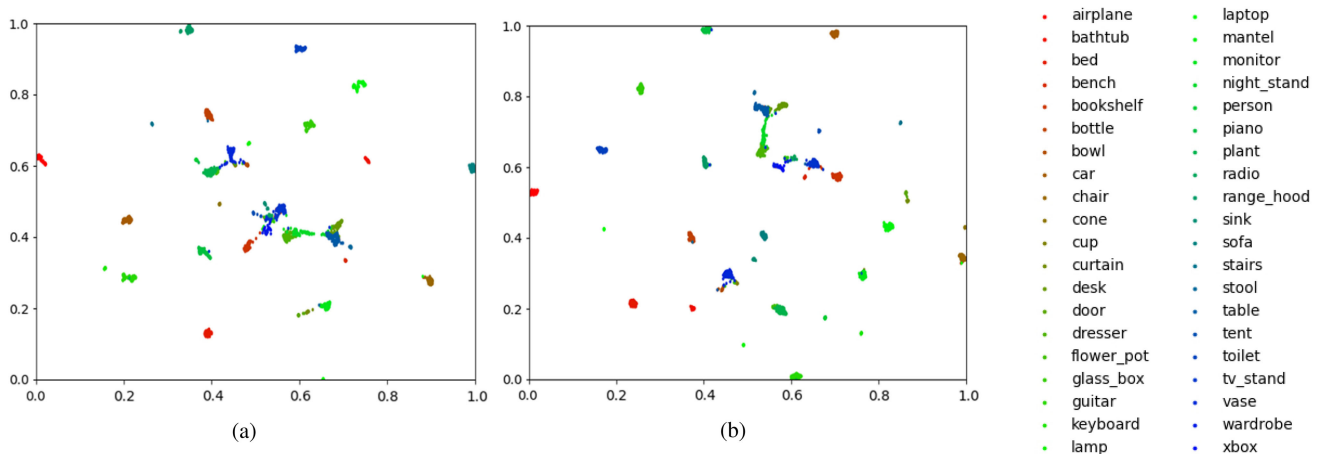 1.0
0.8
0.6
0.4
0.2
0.0
0.0 0.2 0.4 0.6 0.8 1.0
(a)
1.0
0.8
0.6
0.4
0.2
0.0
0.0 0.2 0.4 0.6 0.8 1.0
(b)
airplane
bathtub
bed
bench
bookshelf
bottle
bowl
car
chair
cone
cup
curtain
desk
door
dresser
flower_pot
glass_box
guitar
keyboard
lamp
laptop
mantel
monitor
night_stand
person
piano
plant
radio
range_hood
sink
sofa
stairs
stool
table
tent
toilet
tv_stand
vase
wardrobe
xbox